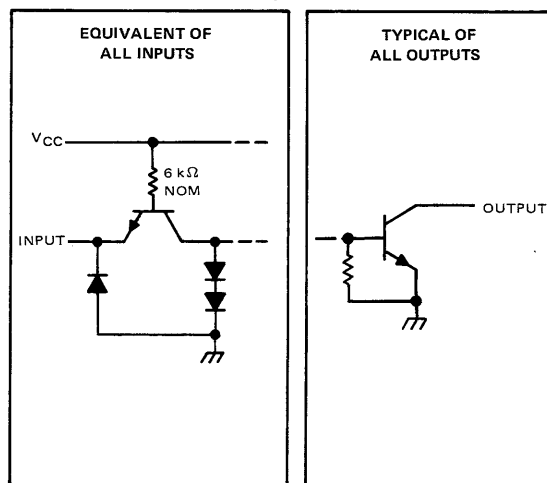 EQUIVALENT OF
ALL INPUTS
VCC
6 kΩ
NOM
INPUT
TYPICAL OF
ALL OUTPUTS
OUTPUT